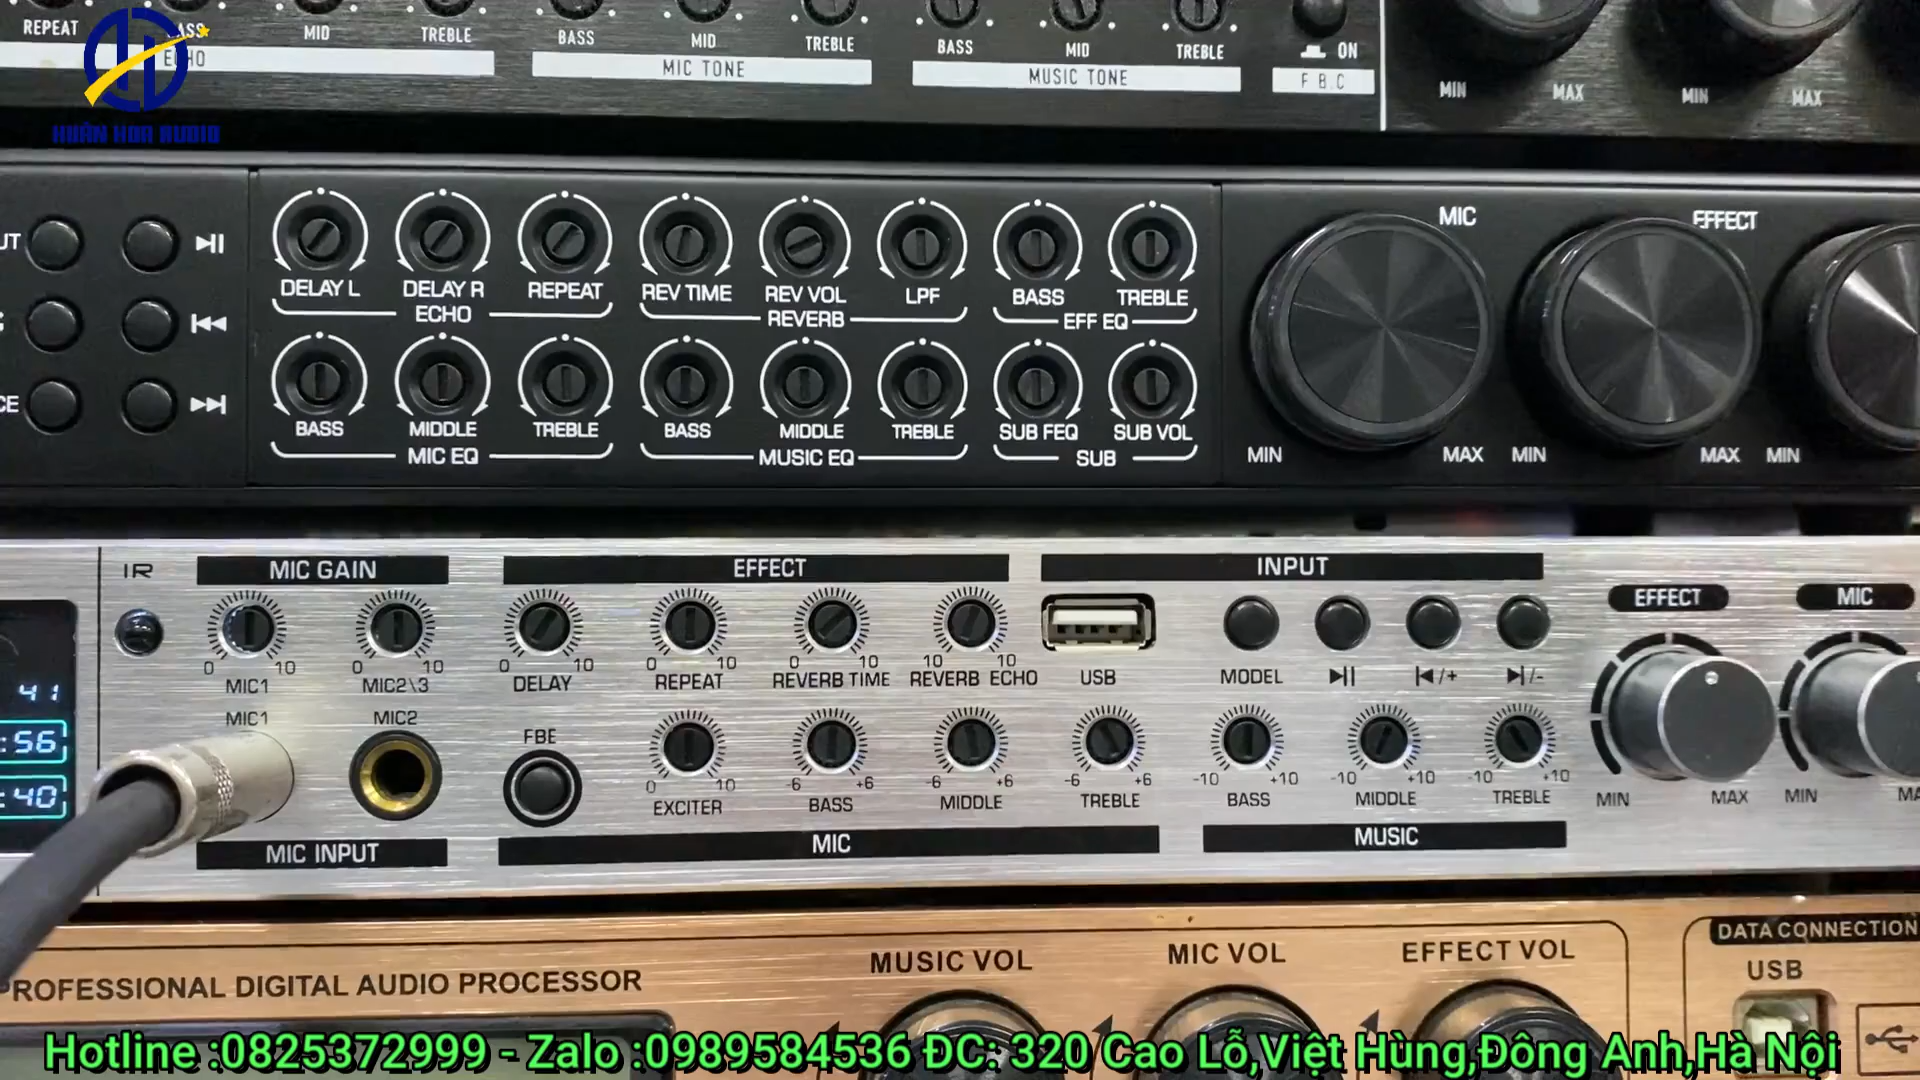 REPEAT BASS MID TREBLE BASS MID TREBLE BASS MID TREBLE ON
ECHO MIC TONE MUSIC TONE F.B.C MIN MAX MIN MAX
HUÂN HOA AUDIO
MIC EFFECT
DELAY L DELAY R REPEAT REV TIME REV VOL LPF BASS TREBLE
ECHO REVERB EFF EQ
BASS MIDDLE TREBLE BASS MIDDLE TREBLE SUB FEQ SUB VOL
MIC EQ MUSIC EQ SUB
MIN MAX MIN MAX MIN
IR MIC GAIN EFFECT INPUT
EFFECT MIC
0 10 0 10 0 10 0 10 0 10 10 10
MIC1 MIC2\3 DELAY REPEAT REVERB TIME REVERB ECHO USB MODEL ▶|| |◀/+ ▶|/-
41
MIC1 MIC2 FBE
:56
0 10 -6 +6 -6 +6 -6 +6 -10 +10 -10 +10 -10 +10
EXCITER BASS MIDDLE TREBLE BASS MIDDLE TREBLE
MIN MAX MIN
:40
MIC INPUT MIC MUSIC
PROFESSIONAL DIGITAL AUDIO PROCESSOR
MUSIC VOL MIC VOL EFFECT VOL
DATA CONNECTION
USB
Hotline :0825372999 - Zalo :0989584536 ĐC: 320 Cao Lỗ,Việt Hùng,Đông Anh,Hà Nội